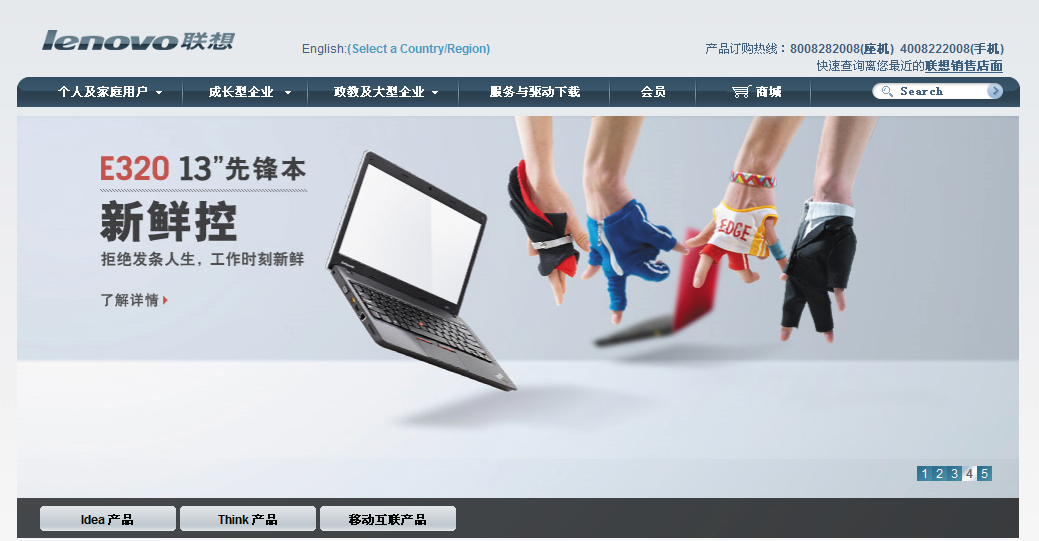 lenovo联想
English:(Select a Country/Region)
产品订购热线：8008282008(座机) 4008222008(手机)
快速查询离您最近的联想销售店面
个人及家庭用户
成长型企业
政教及大型企业
服务与驱动下载
会员
商城
Search
E320 13”先锋本
新鲜控
拒绝发条人生，工作时刻新鲜
了解详情
EDGE
1 2 3 4 5
Idea 产品
Think 产品
移动互联产品